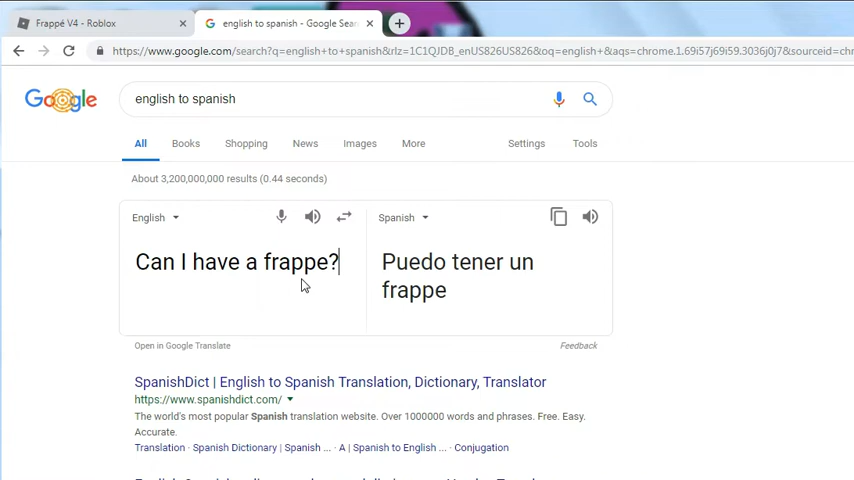 Frappé V4 - Roblox
english to spanish - Google Sear
https://www.google.com/search?q=english+to+spanish&rlz=1C1QJDB_enUS826US826&oq=english+&aqs=chrome.1.69i57j69i59.3036j0j7&sourceid=chr
Google
english to spanish
All Books Shopping News Images More Settings Tools
About 3,200,000,000 results (0.44 seconds)
English Spanish
Can I have a frappe? Puedo tener un
frappe
Open in Google Translate Feedback
SpanishDict | English to Spanish Translation, Dictionary, Translator
https://www.spanishdict.com/
The world's most popular Spanish translation website. Over 1000000 words and phrases. Free. Easy.
Accurate.
Translation · Spanish Dictionary | Spanish ... · A | Spanish to English ... · Conjugation